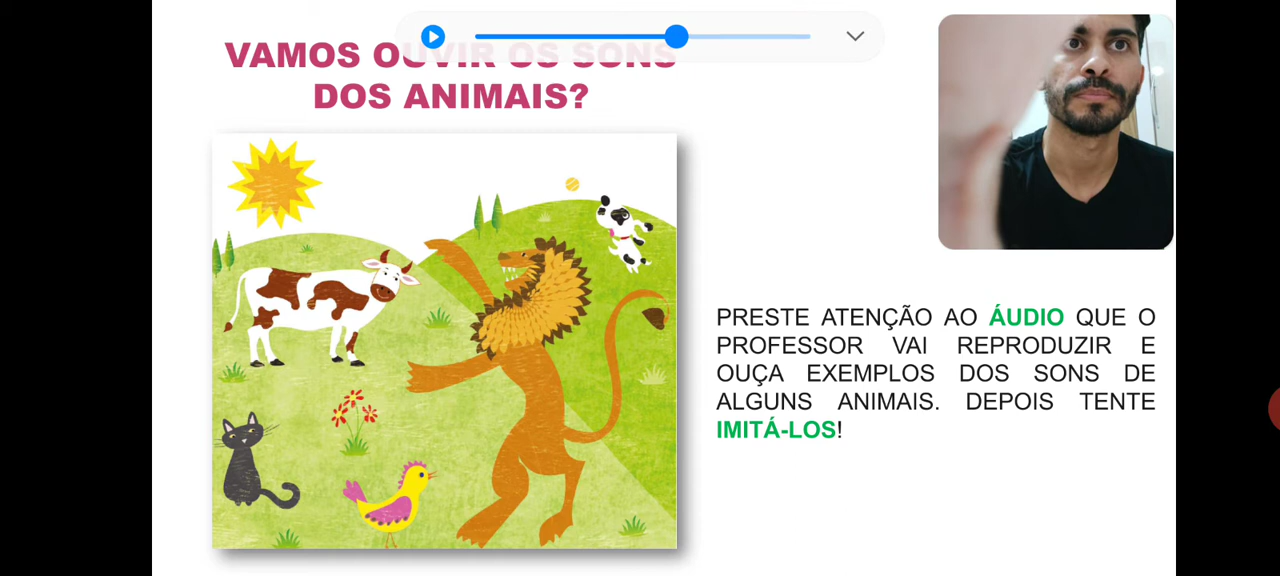 VAMOS OUVIR OS SONS
DOS ANIMAIS?
PRESTE ATENÇÃO AO ÁUDIO QUE O
PROFESSOR VAI REPRODUZIR E
OUÇA EXEMPLOS DOS SONS DE
ALGUNS ANIMAIS. DEPOIS TENTE
IMITÁ-LOS!